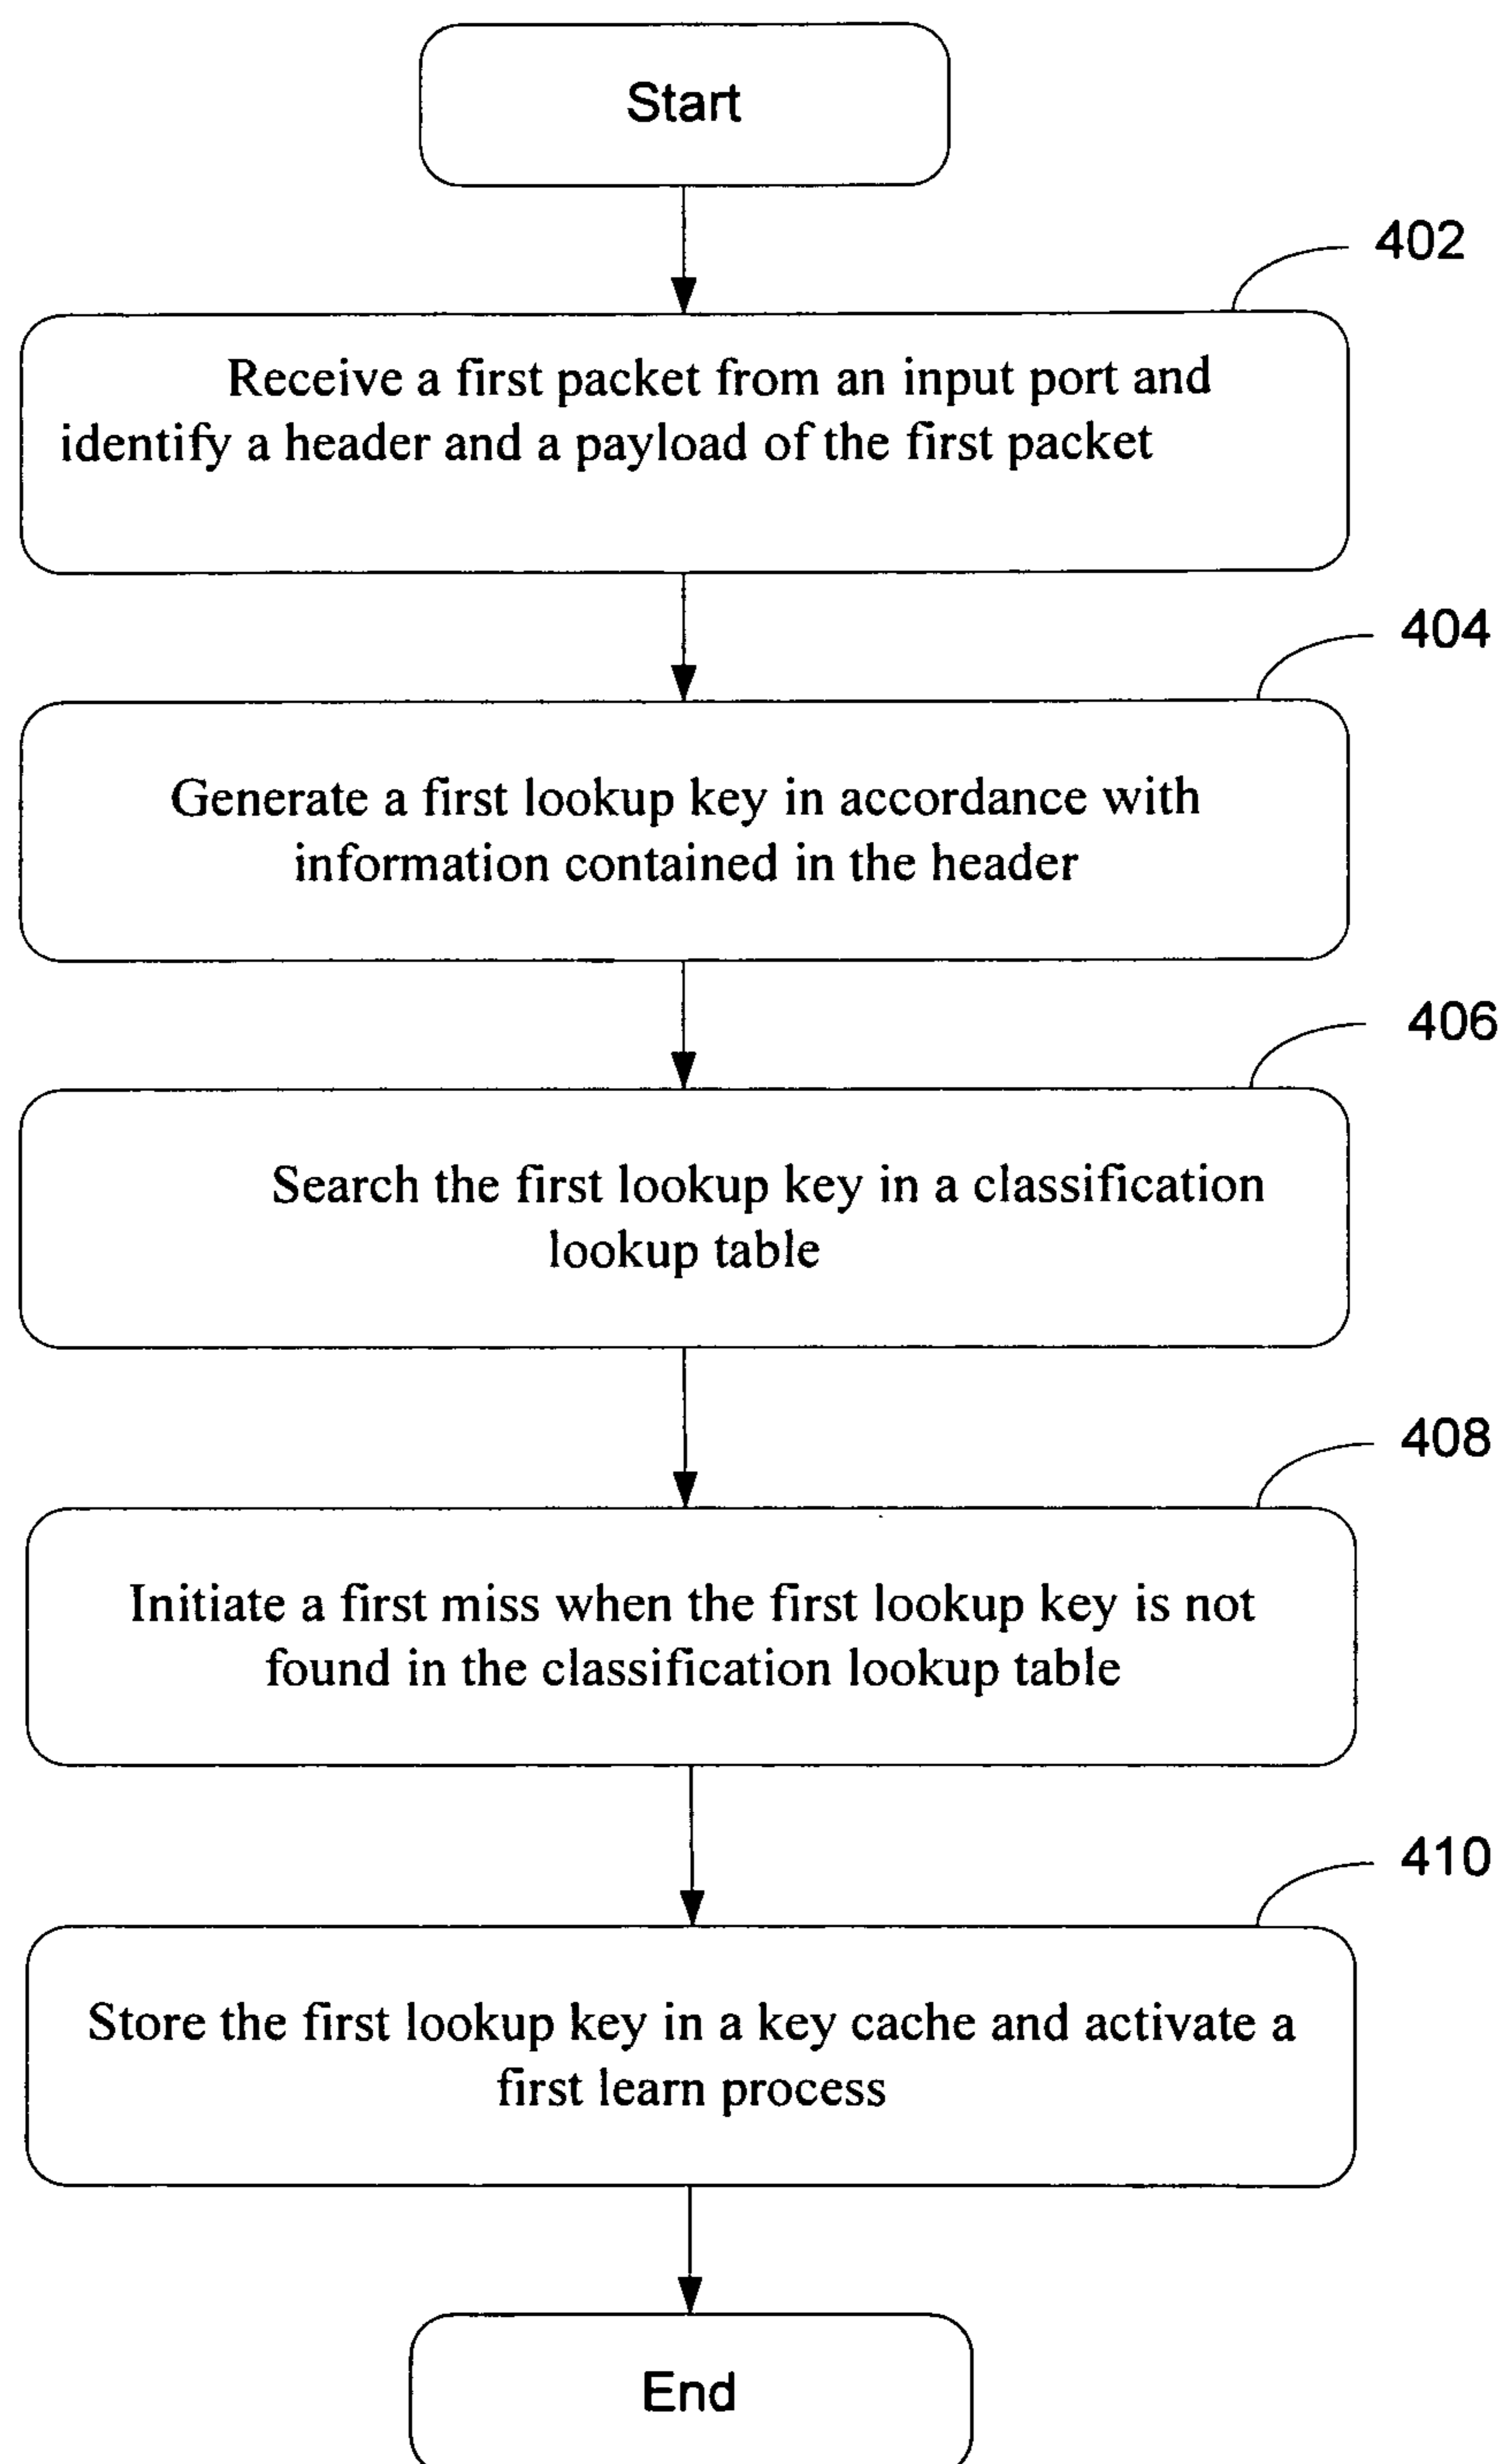 Start
402
Receive a first packet from an input port and
identify a header and a payload of the first packet
404
Generate a first lookup key in accordance with
information contained in the header
406
Search the first lookup key in a classification
lookup table
408
Initiate a first miss when the first lookup key is not
found in the classification lookup table
410
Store the first lookup key in a key cache and activate a
first learn process
End